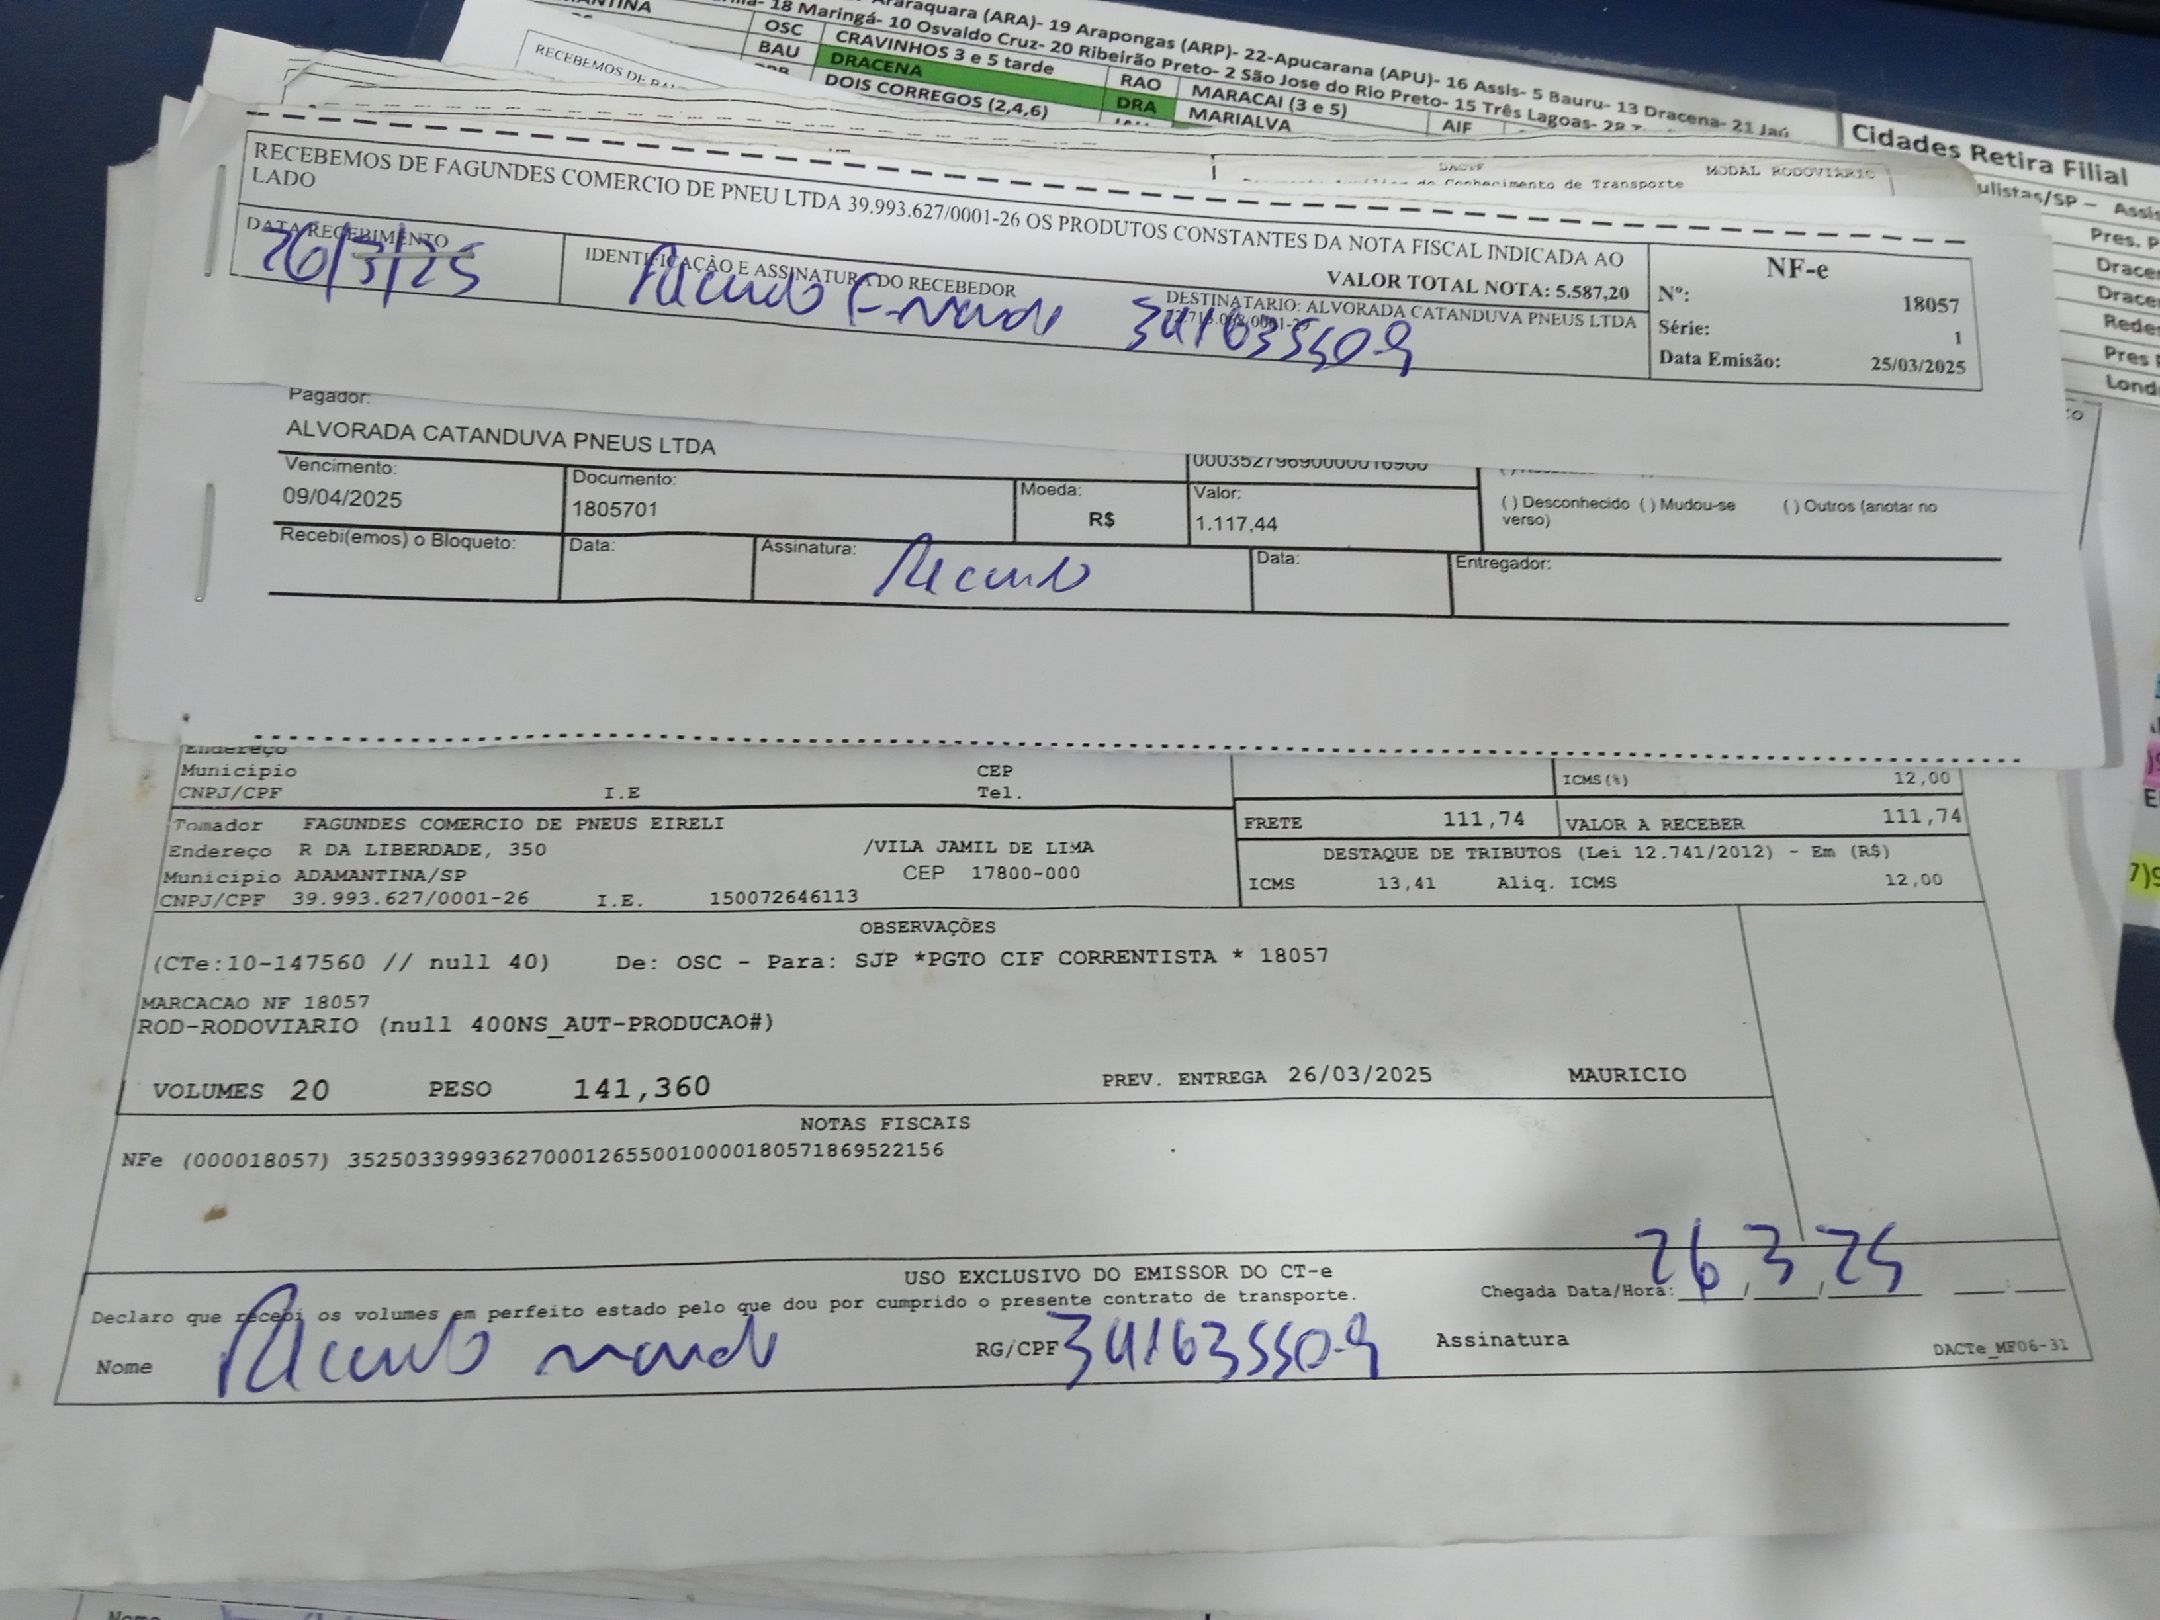 Araraquara (ARA)- 19 Arapongas (ARP)- 22-Apucarana (APU)- 16 Assis- 5 Bauru- 13 Dracena- 21 Jaú
18 Maringá- 10 Osvaldo Cruz- 20 Ribeirão Preto- 2 São Jose do Rio Preto- 15 Três Lagoas-
OSC CRAVINHOS 3 e 5 tarde RAO MARACAI (3 e 5)
BAU DRACENA DRA MARIALVA AIF
DOIS CORREGOS (2,4,6)
Cidades Retira Filial
RECEBEMOS DE
DACTE MODAL RODOVIÁRIO
Conhecimento de Transporte
RECEBEMOS DE FAGUNDES COMERCIO DE PNEU LTDA 39.993.627/0001-26 OS PRODUTOS CONSTANTES DA NOTA FISCAL INDICADA AO
LADO
VALOR TOTAL NOTA: 5.587,20
DATA RECEBIMENTO
26/3/25
IDENTIFICAÇÃO E ASSINATURA DO RECEBEDOR
DESTINATARIO: ALVORADA CATANDUVA PNEUS LTDA
341635509
NF-e
Nº: 18057
Série: 1
Data Emisão: 25/03/2025
Pagador:
ALVORADA CATANDUVA PNEUS LTDA
Vencimento: Documento: Moeda: Valor:
09/04/2025 1805701 R$ 1.117,44
( ) Desconhecido ( ) Mudou-se ( ) Outros (anotar no
verso)
Recebi(emos) o Bloqueto: Data: Assinatura: Data: Entregador:
Endereço
Município CEP
CNPJ/CPF I.E Tel.
ICMS(%) 12,00
Tomador FAGUNDES COMERCIO DE PNEUS EIRELI
Endereço R DA LIBERDADE, 350 /VILA JAMIL DE LIMA
Município ADAMANTINA/SP CEP 17800-000
CNPJ/CPF 39.993.627/0001-26 I.E. 150072646113
FRETE 111,74 VALOR A RECEBER 111,74
DESTAQUE DE TRIBUTOS (Lei 12.741/2012) - Em (R$)
ICMS 13,41 Aliq. ICMS 12,00
OBSERVAÇÕES
(CTe:10-147560 // null 40) De: OSC - Para: SJP *PGTO CIF CORRENTISTA * 18057
MARCACAO NF 18057
ROD-RODOVIARIO (null 400NS_AUT-PRODUCAO#)
VOLUMES 20 PESO 141,360 PREV. ENTREGA 26/03/2025 MAURICIO
NOTAS FISCAIS
NFe (000018057) 35250339993627000126550010000180571869522156
USO EXCLUSIVO DO EMISSOR DO CT-e
Declaro que recebi os volumes em perfeito estado pelo que dou por cumprido o presente contrato de transporte.
Chegada Data/Hora: 26/3/25
Nome RG/CPF 341635509 Assinatura
DACTe_MF06-31